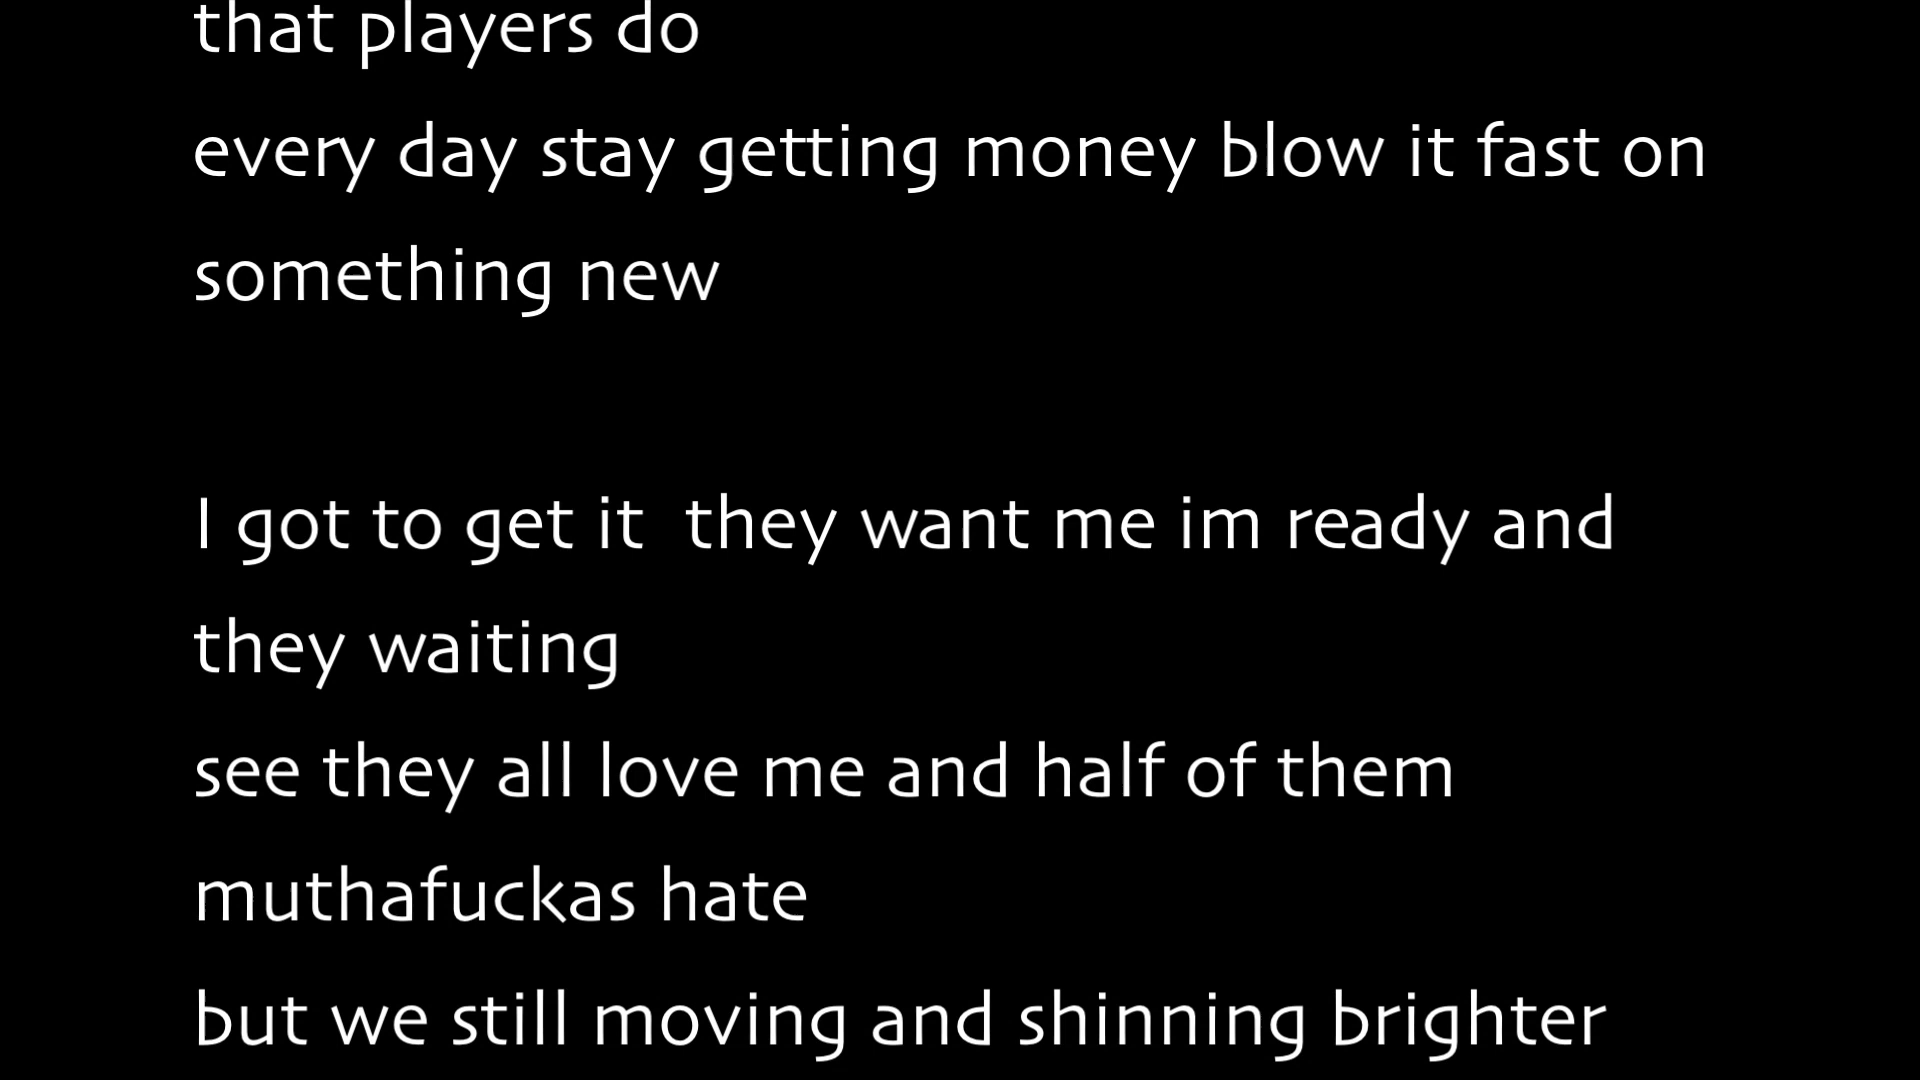 that players do
every day stay getting money blow it fast on
something new
I got to get it  they want me im ready and
they waiting
see they all love me and half of them
muthafuckas hate
but we still moving and shinning brighter